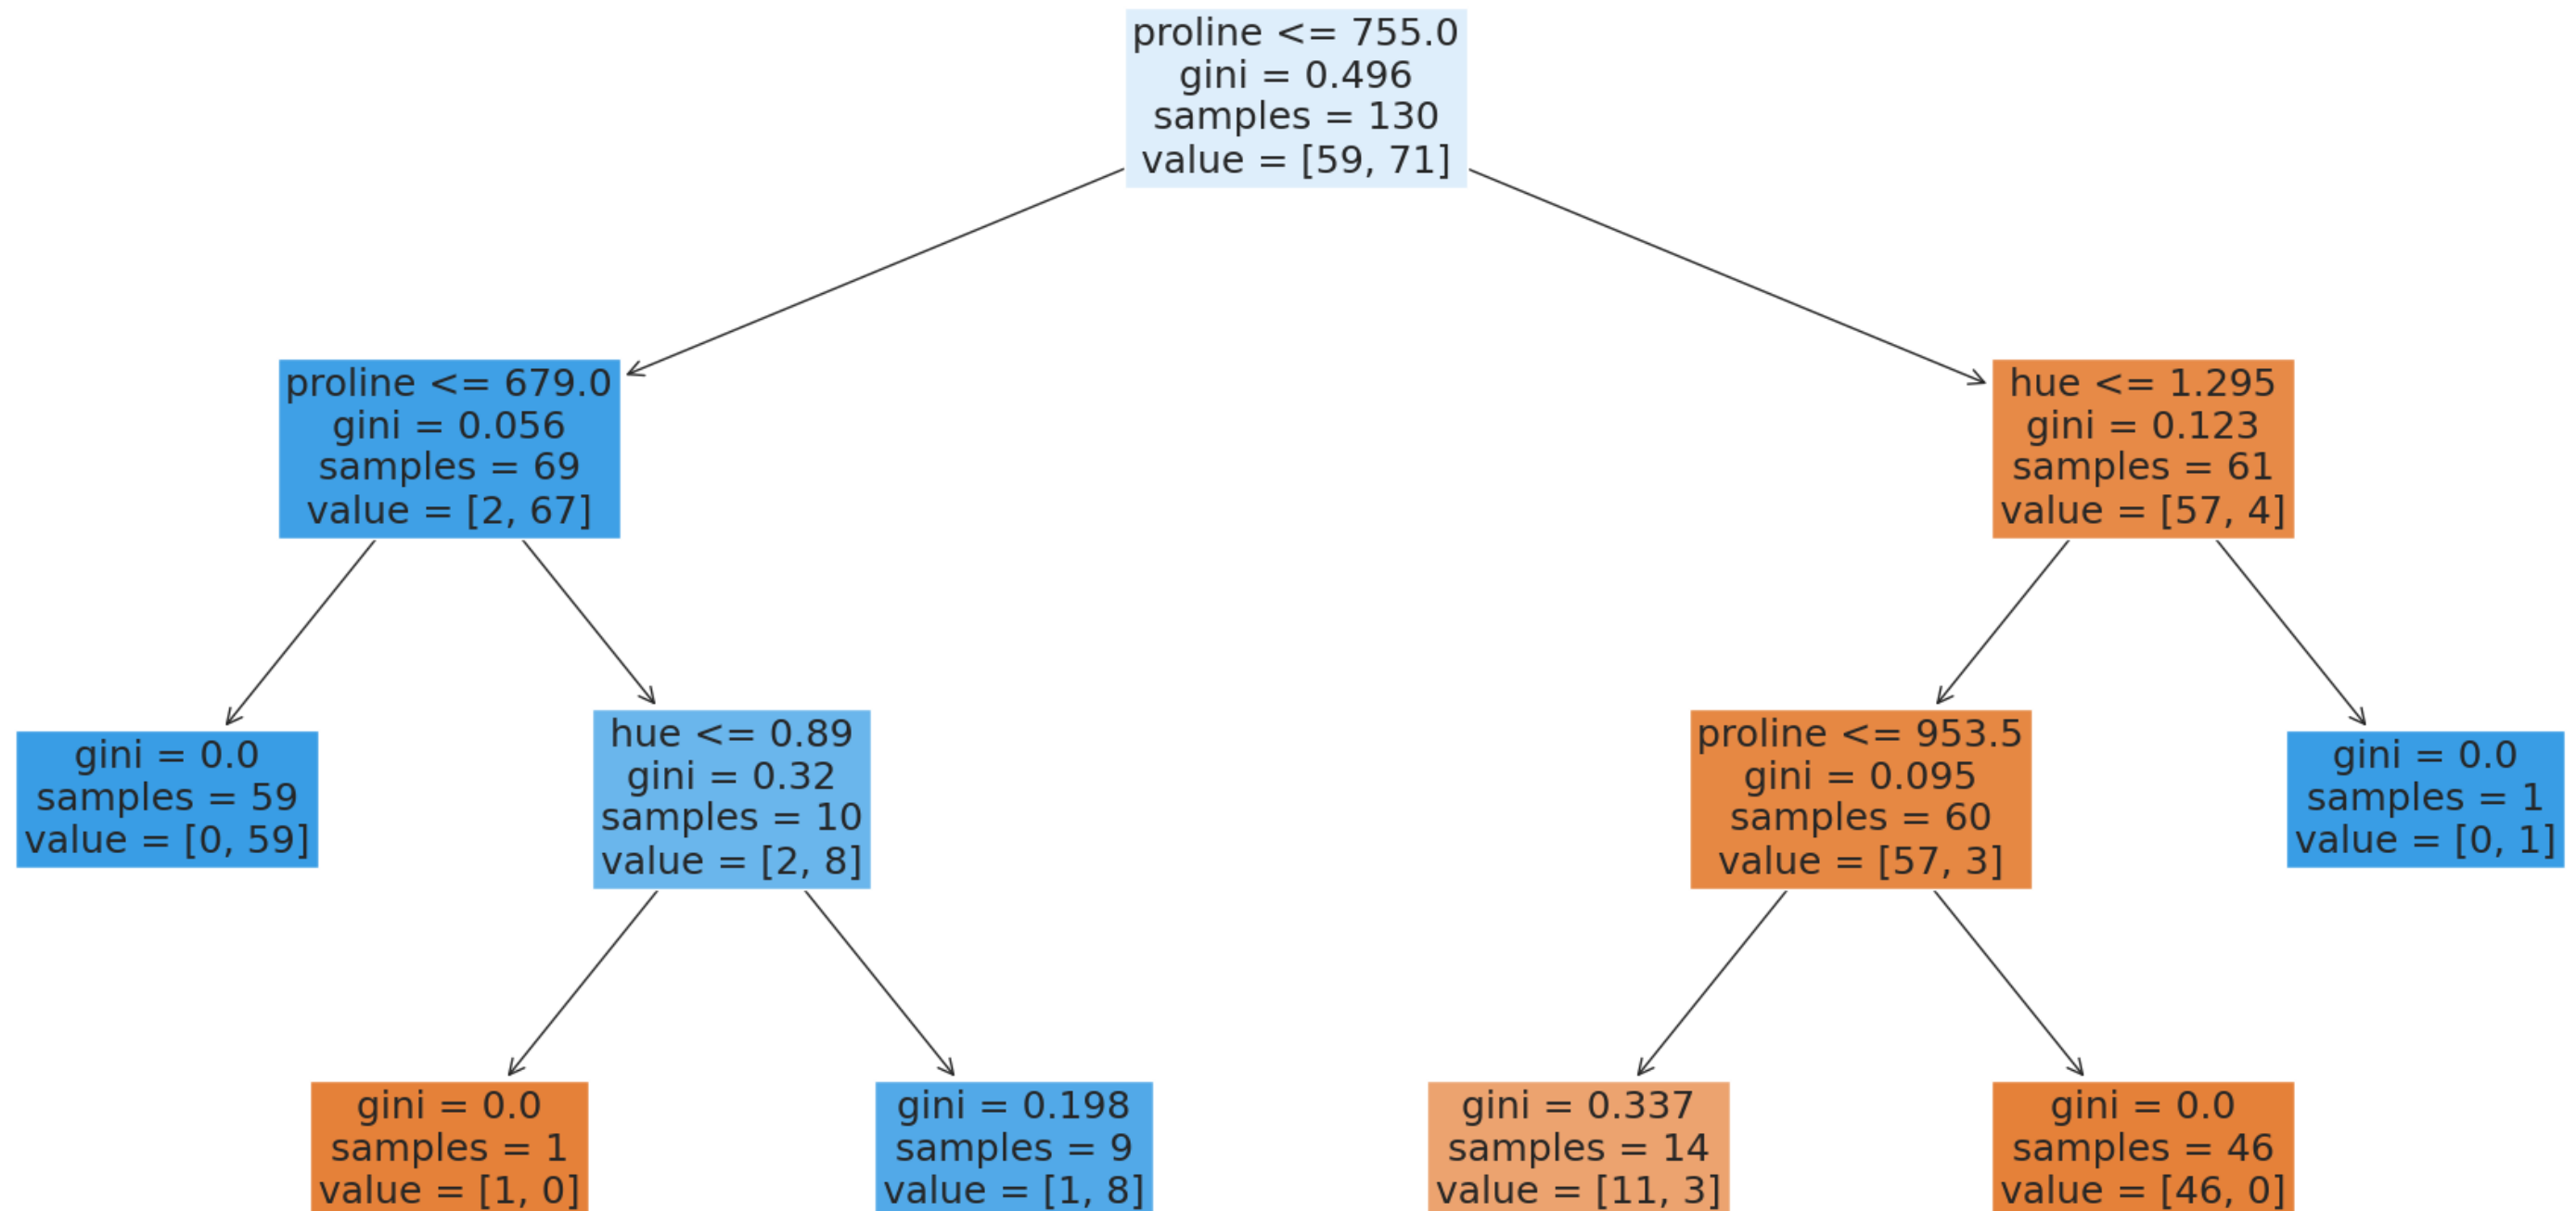 proline <= 755.0
gini = 0.496
samples = 130
value = [59, 71]
proline <= 679.0
gini = 0.056
samples = 69
value = [2, 67]
hue <= 1.295
gini = 0.123
samples = 61
value = [57, 4]
gini = 0.0
samples = 59
value = [0, 59]
hue <= 0.89
gini = 0.32
samples = 10
value = [2, 8]
proline <= 953.5
gini = 0.095
samples = 60
value = [57, 3]
gini = 0.0
samples = 1
value = [0, 1]
gini = 0.0
samples = 1
value = [1, 0]
gini = 0.198
samples = 9
value = [1, 8]
gini = 0.337
samples = 14
value = [11, 3]
gini = 0.0
samples = 46
value = [46, 0]